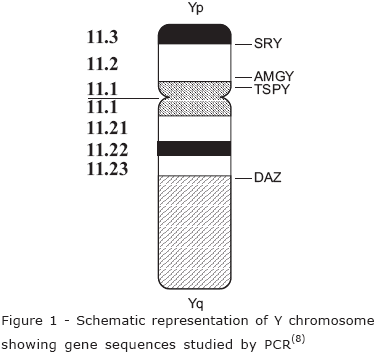 Yp
11.3
SRY
11.2
AMGY
11.1
TSPY
11.1
11.21
11.22
11.23
DAZ
Yq
Figure 1 - Schematic representation of Y chromosome
showing gene sequences studied by PCR(8)